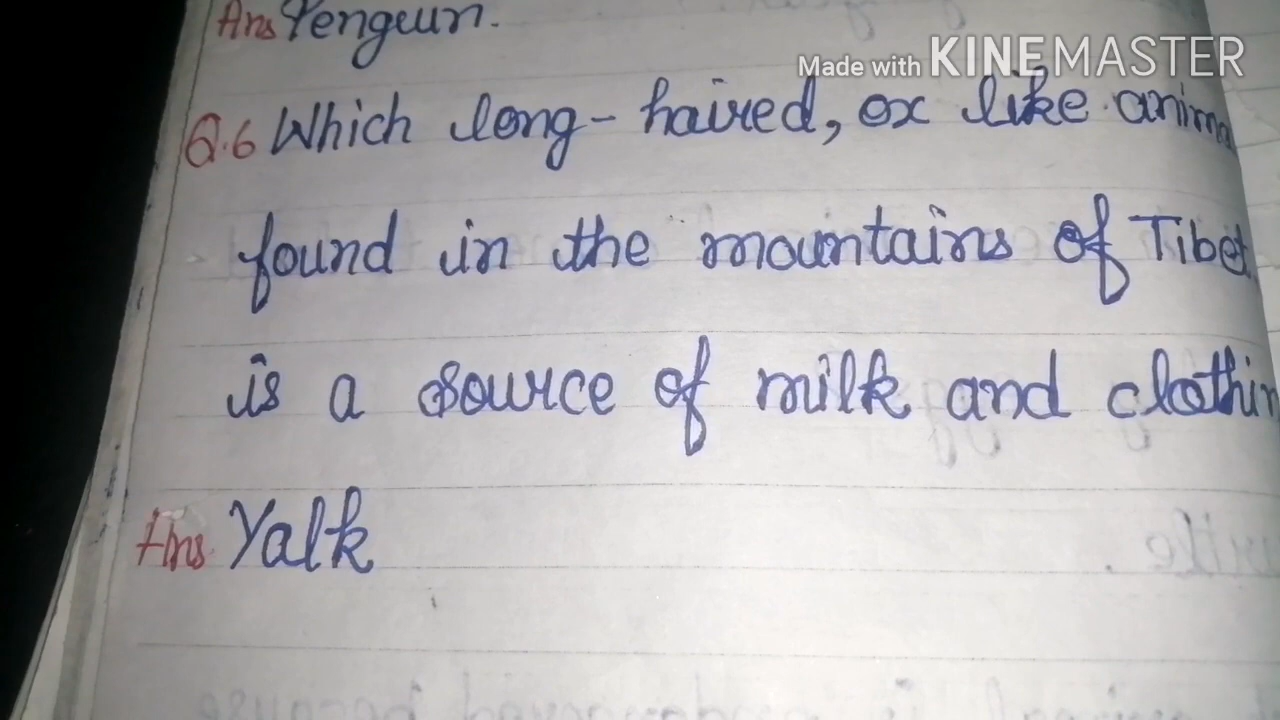 Ans Penguin.
Made with KINEMASTER
Q.6 Which long-haired, ox like anima
found in the mountains of Tibet
is a source of milk and clothin
Ans. Yalk